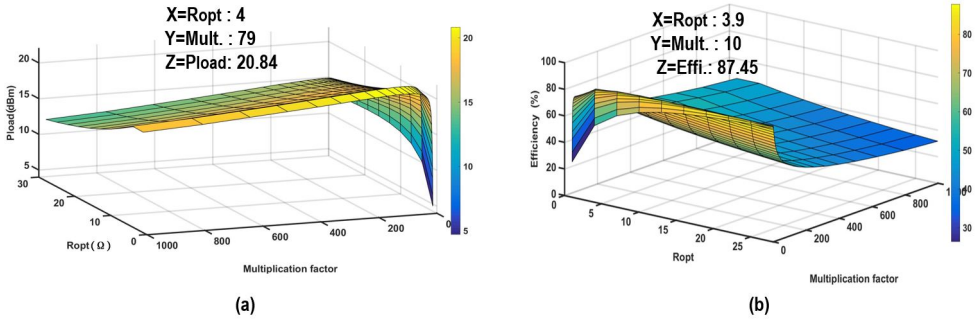 X=Ropt : 4
Y=Mult. : 79
Z=Pload: 20.84
20
15
10
5
Pload(dBm)
20
15
10
5
30
20
10
0
Ropt ( Ω )
1000
800
600
400
200
0
Multiplication factor
(a)
X=Ropt : 3.9
Y=Mult. : 10
Z=Effi.: 87.45
80
70
60
50
40
30
Efficiency (%)
100
80
60
40
20
0
0
5
10
15
20
25
Ropt
0
200
400
600
800
Multiplication factor
(b)